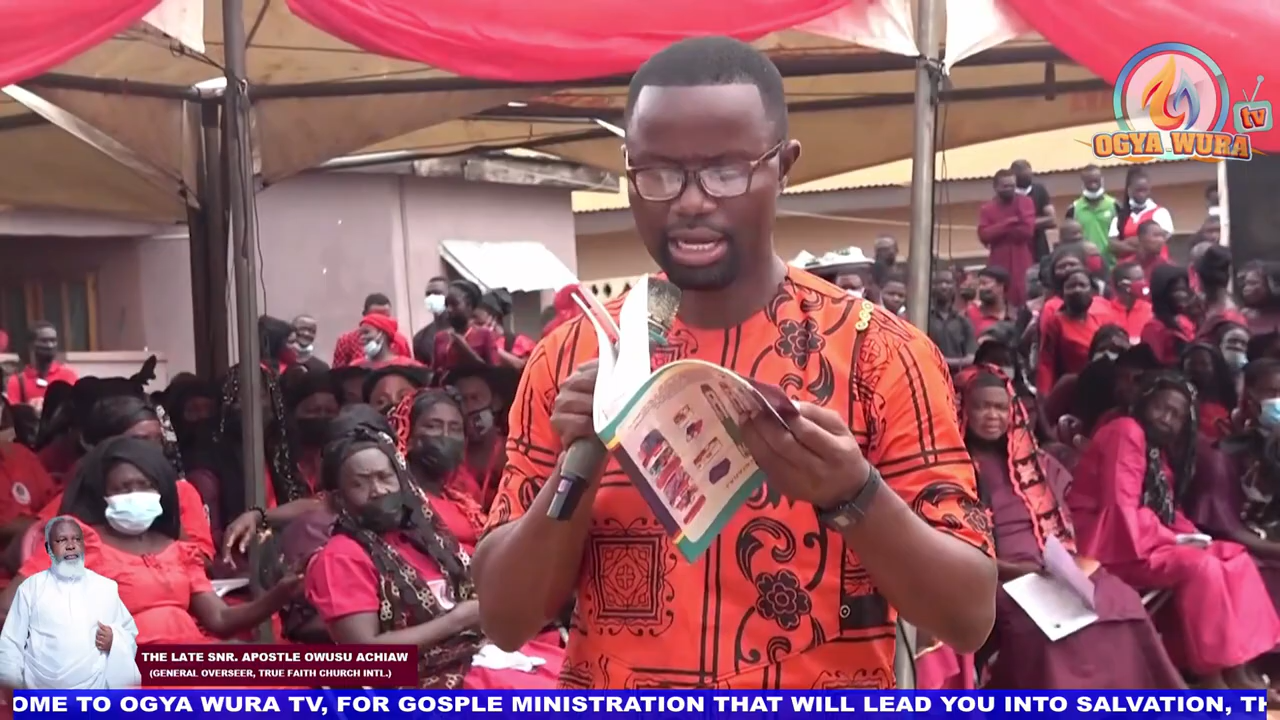 tv
OGYA WURA
THE LATE SNR. APOSTLE OWUSU ACHIAW
(GENERAL OVERSEER, TRUE FAITH CHURCH INTL.)
OME TO OGYA WURA TV, FOR GOSPLE MINISTRATION THAT WILL LEAD YOU INTO SALVATION, TH